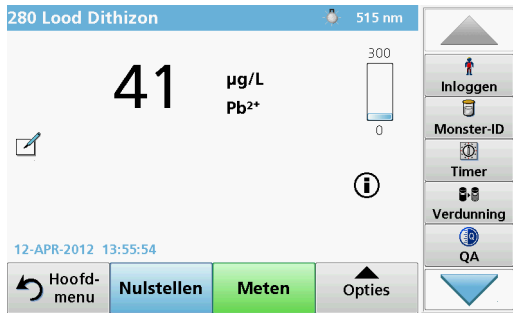 280 Lood Dithizon 515 nm
41 µg/L
Pb²⁺
300
0
12-APR-2012 13:55:54
Hoofd-
menu
Nulstellen
Meten
Opties
Inloggen
Monster-ID
Timer
Verdunning
QA